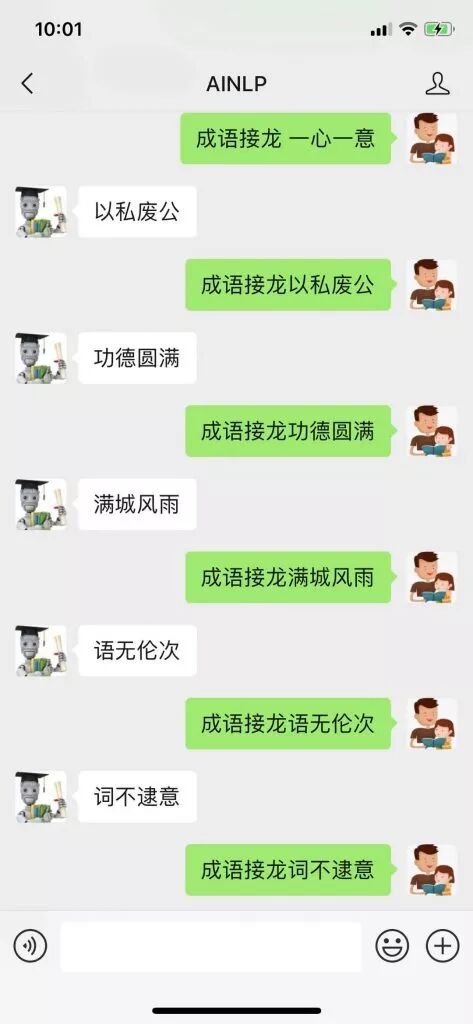 10:01
AINLP
成语接龙 一心一意
以私废公
成语接龙以私废公
功德圆满
成语接龙功德圆满
满城风雨
成语接龙满城风雨
语无伦次
成语接龙语无伦次
词不逮意
成语接龙词不逮意